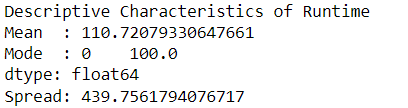 Descriptive Characteristics of Runtime
Mean  : 110.72079330647661
Mode  : 0    100.0
dtype: float64
Spread: 439.7561794076717